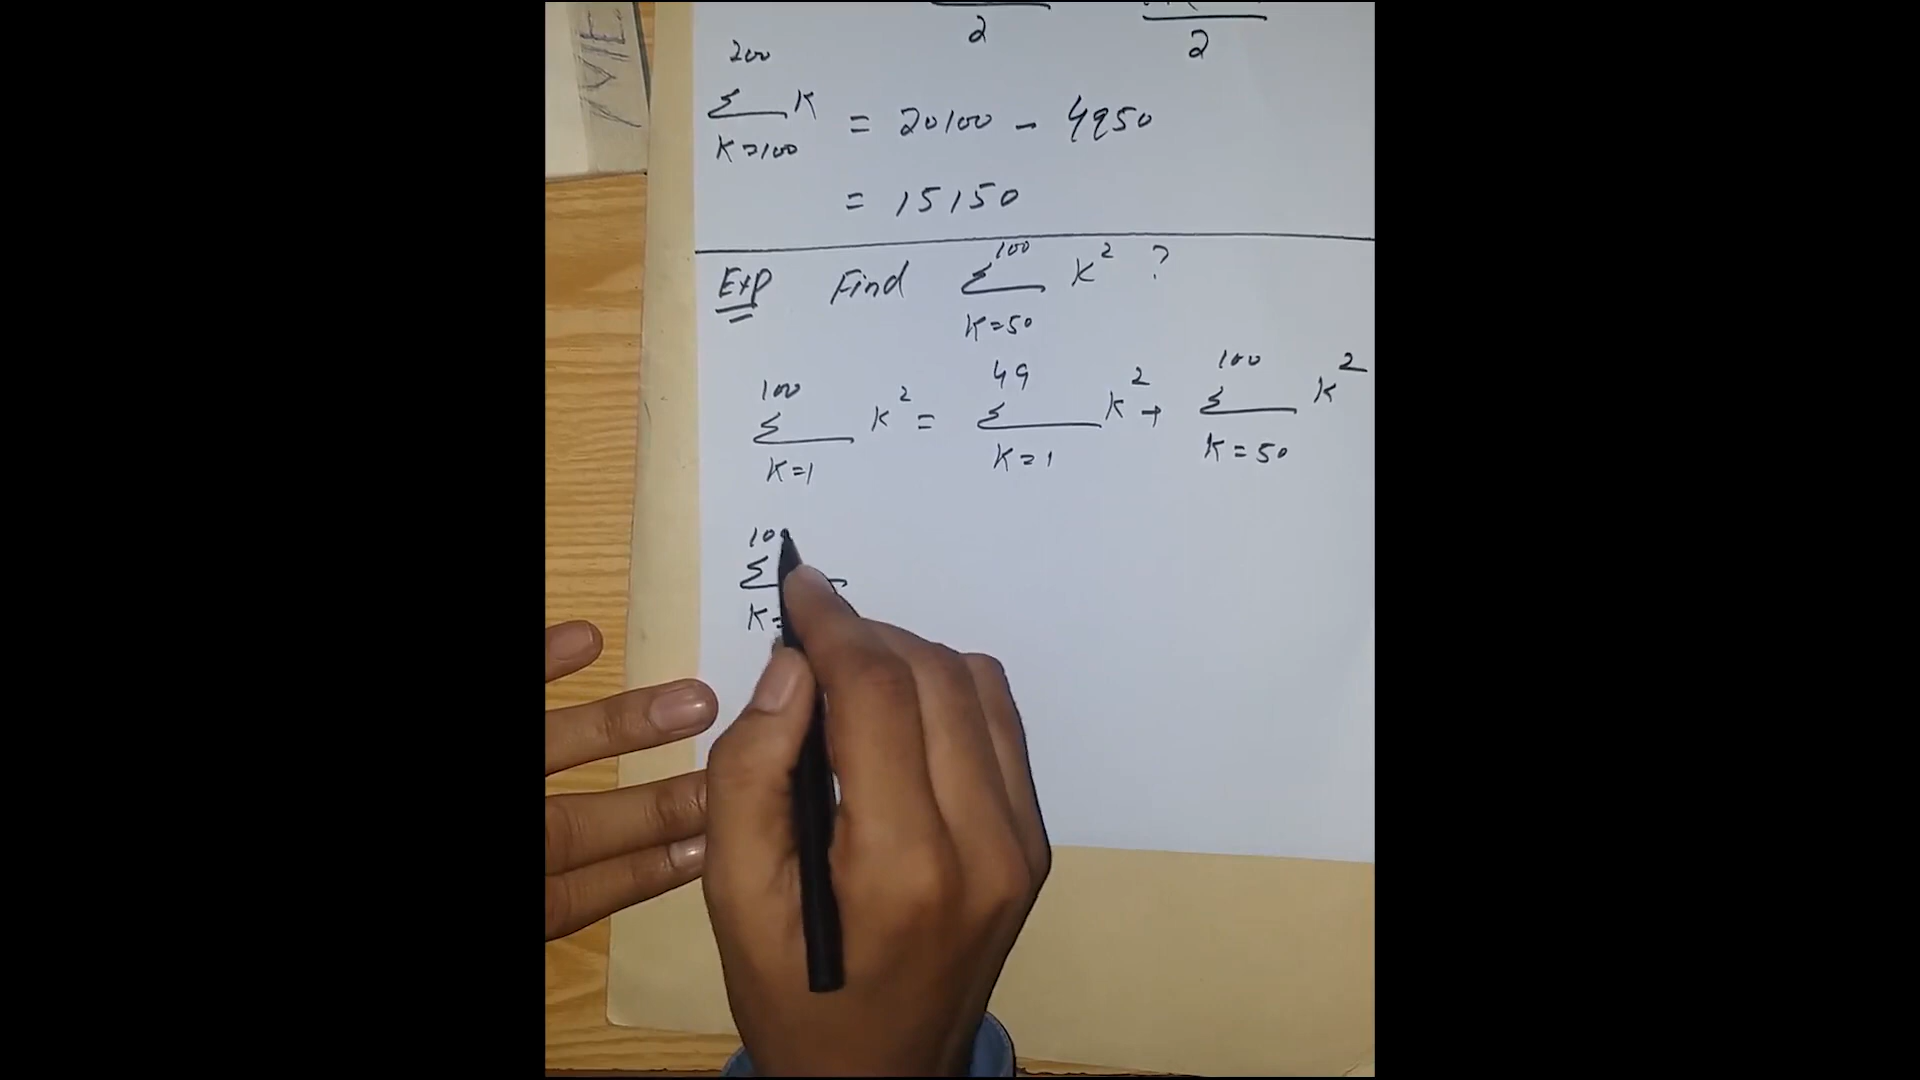 2 2
200
Σ K = 20100 - 4950
K=100
= 15150
Exp Find Σ K² ?
100
K=50
100 49 100
Σ K² = Σ K² + Σ K²
K=1 K=1 K=50
100
Σ
K=